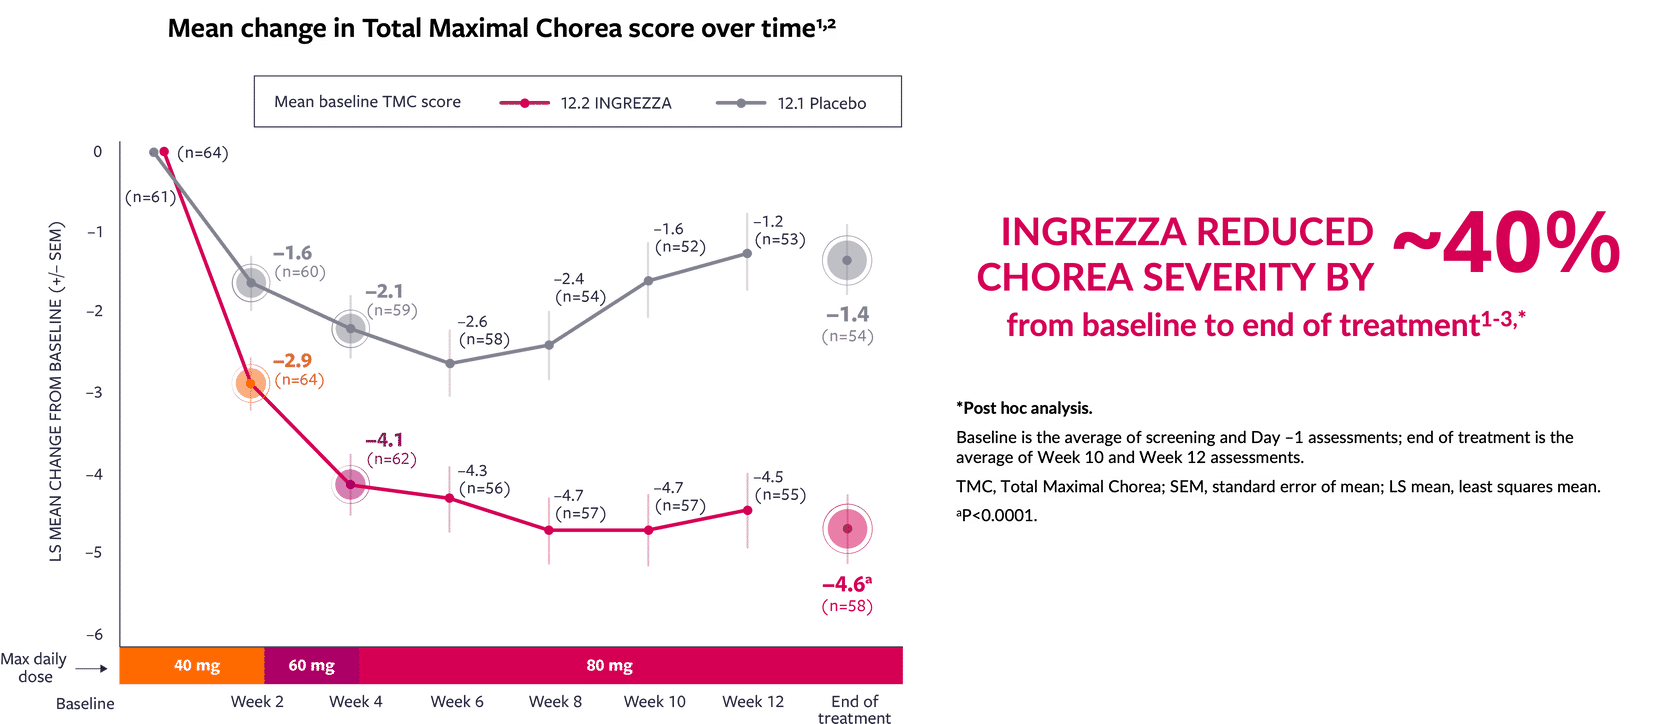 Mean change in Total Maximal Chorea score over time¹,²
Mean baseline TMC score
12.2 INGREZZA
12.1 Placebo
LS MEAN CHANGE FROM BASELINE (+/– SEM)
0
–1
–2
–3
–4
–5
–6
(n=64)
(n=61)
–1.6
(n=60)
–2.1
(n=59)
–2.6
(n=58)
–2.4
(n=54)
–1.6
(n=52)
–1.2
(n=53)
–1.4
(n=54)
–2.9
(n=64)
–4.1
(n=62)
–4.3
(n=56)
–4.7
(n=57)
–4.7
(n=57)
–4.5
(n=55)
–4.6ᵃ
(n=58)
Max daily
dose
40 mg
60 mg
80 mg
Baseline
Week 2
Week 4
Week 6
Week 8
Week 10
Week 12
End of
treatment
INGREZZA REDUCED
CHOREA SEVERITY BY
~40%
from baseline to end of treatment¹⁻³,*
*Post hoc analysis.
Baseline is the average of screening and Day –1 assessments; end of treatment is the
average of Week 10 and Week 12 assessments.
TMC, Total Maximal Chorea; SEM, standard error of mean; LS mean, least squares mean.
ᵃP<0.0001.